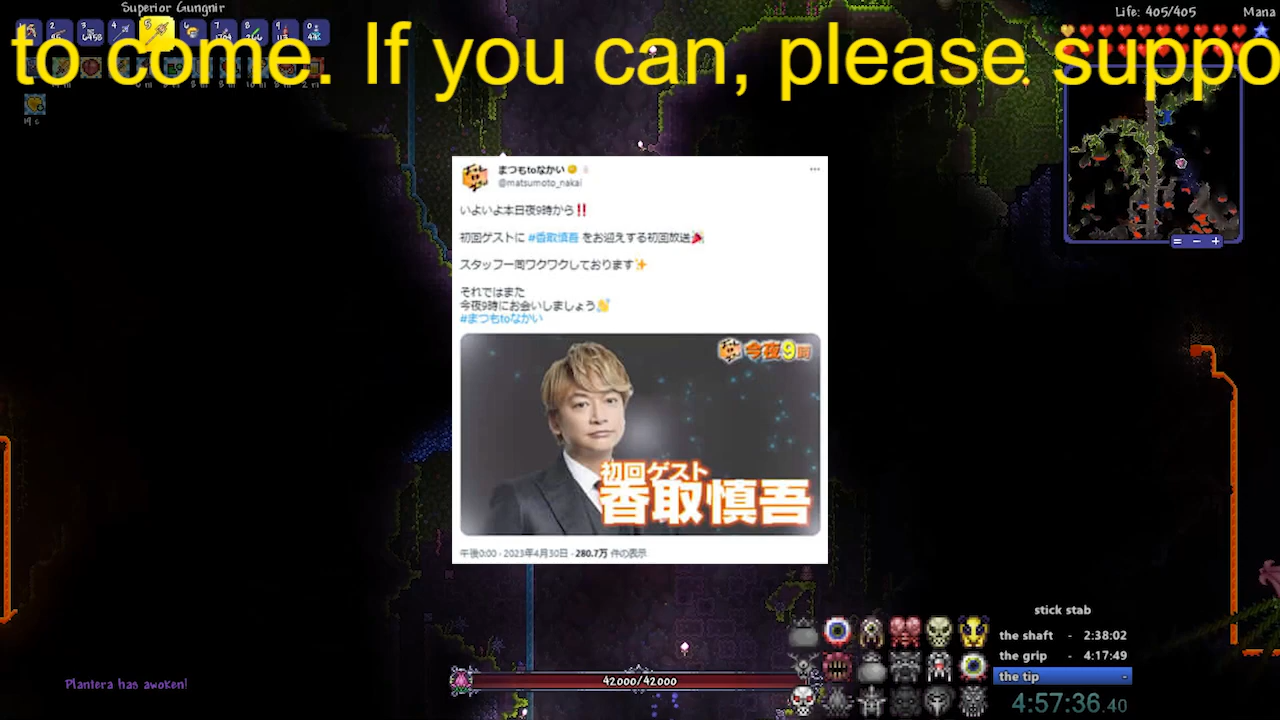 Superior Gungnir
Life: 405/405
Mana
to come. If you can, please suppo
まつもtoなかい
@matsumoto_nakai
いよいよ本日夜9時から‼
初回ゲストに #香取慎吾 をお迎えする初回放送🎉
スタッフ一同ワクワクしております✨
それではまた
今夜9時にお会いしましょう👋
#まつもtoなかい
今夜9時
初回ゲスト
香取慎吾
午後0:00 · 2023年4月30日 · 280.7万 件の表示
stick stab
the shaft - 2:38:02
the grip - 4:17:49
the tip -
4:57:36.40
42000/42000
Plantera has awoken!